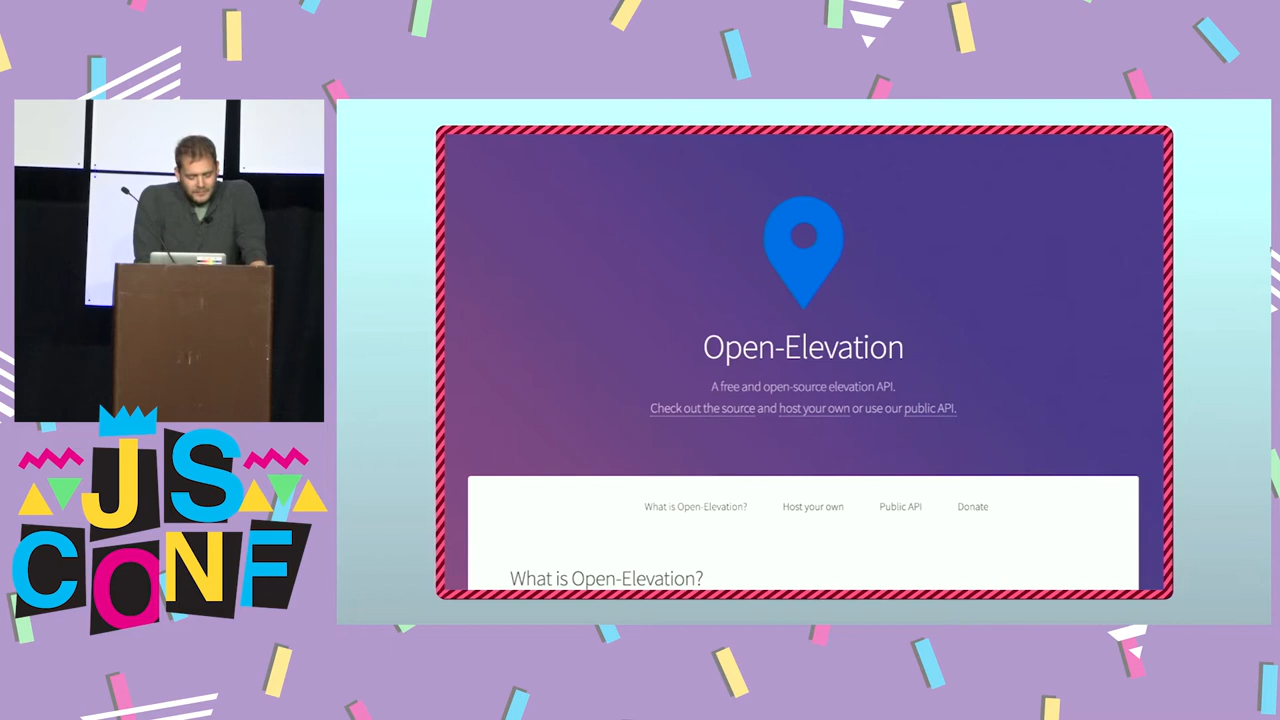 JS
CONF
Open-Elevation
A free and open-source elevation API.
Check out the source and host your own or use our public API.
What is Open-Elevation?
Host your own
Public API
Donate
What is Open-Elevation?